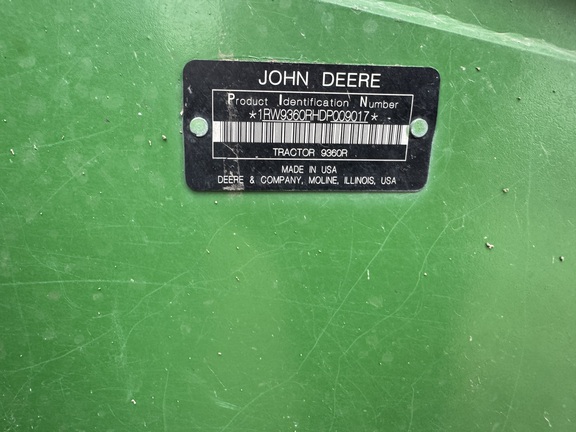 JOHN DEERE
Product Identification Number
*1RW9360RHDP009017*
TRACTOR 9360R
MADE IN USA
DEERE & COMPANY, MOLINE, ILLINOIS, USA